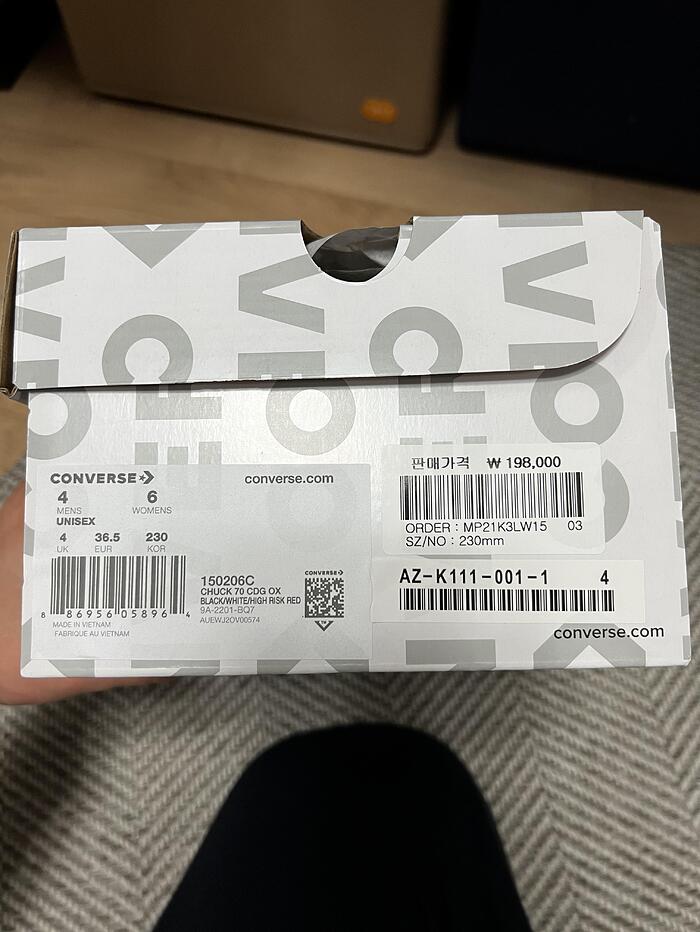 CONVERSE
converse.com
4 6
MENS WOMENS
UNISEX
4 36.5 230
UK EUR KOR
8 86956 05896 4
MADE IN VIETNAM
FABRIQUE AU VIETNAM
150206C
CHUCK 70 CDG OX
BLACK/WHITE/HIGH RISK RED
9A-2201-BQ7
AUEWJ2OV00574
CONVERSE
판매가격 ₩ 198,000
ORDER : MP21K3LW15 03
SZ/NO : 230mm
AZ-K111-001-1 4
converse.com